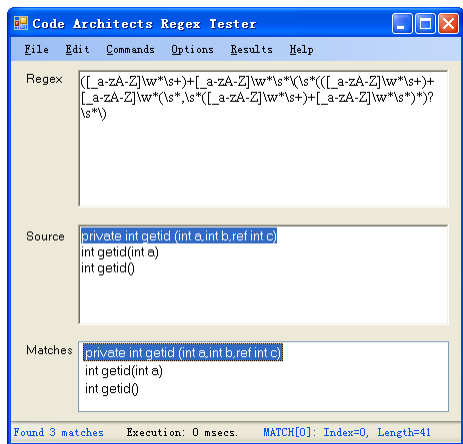 Code Architects Regex Tester
File Edit Commands Options Results Help
Regex
([_a-zA-Z]\w*\s+)+[_a-zA-Z]\w*\s*\(\s*(([_a-zA-Z]\w*\s+)+
[_a-zA-Z]\w*(\s*,\s*([_a-zA-Z]\w*\s+)+[_a-zA-Z]\w*\s*)*)?
\s*\)
Source
private int getid (int a,int b,ref int c)
int getid(int a)
int getid()
Matches
private int getid (int a,int b,ref int c)
int getid(int a)
int getid()
Found 3 matches Execution: 0 msecs. MATCH[0]: Index=0, Length=41